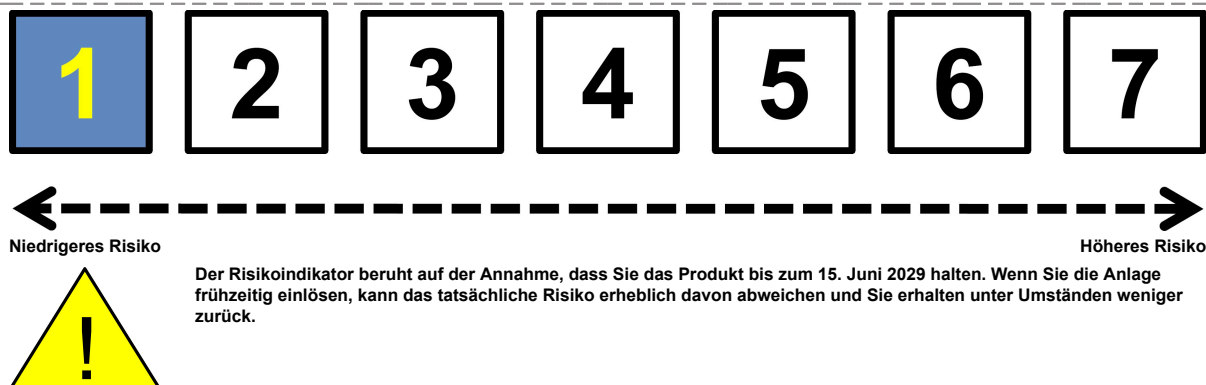 1 2 3 4 5 6 7
Niedrigeres Risiko Höheres Risiko
Der Risikoindikator beruht auf der Annahme, dass Sie das Produkt bis zum 15. Juni 2029 halten. Wenn Sie die Anlage
frühzeitig einlösen, kann das tatsächliche Risiko erheblich davon abweichen und Sie erhalten unter Umständen weniger
zurück.
!